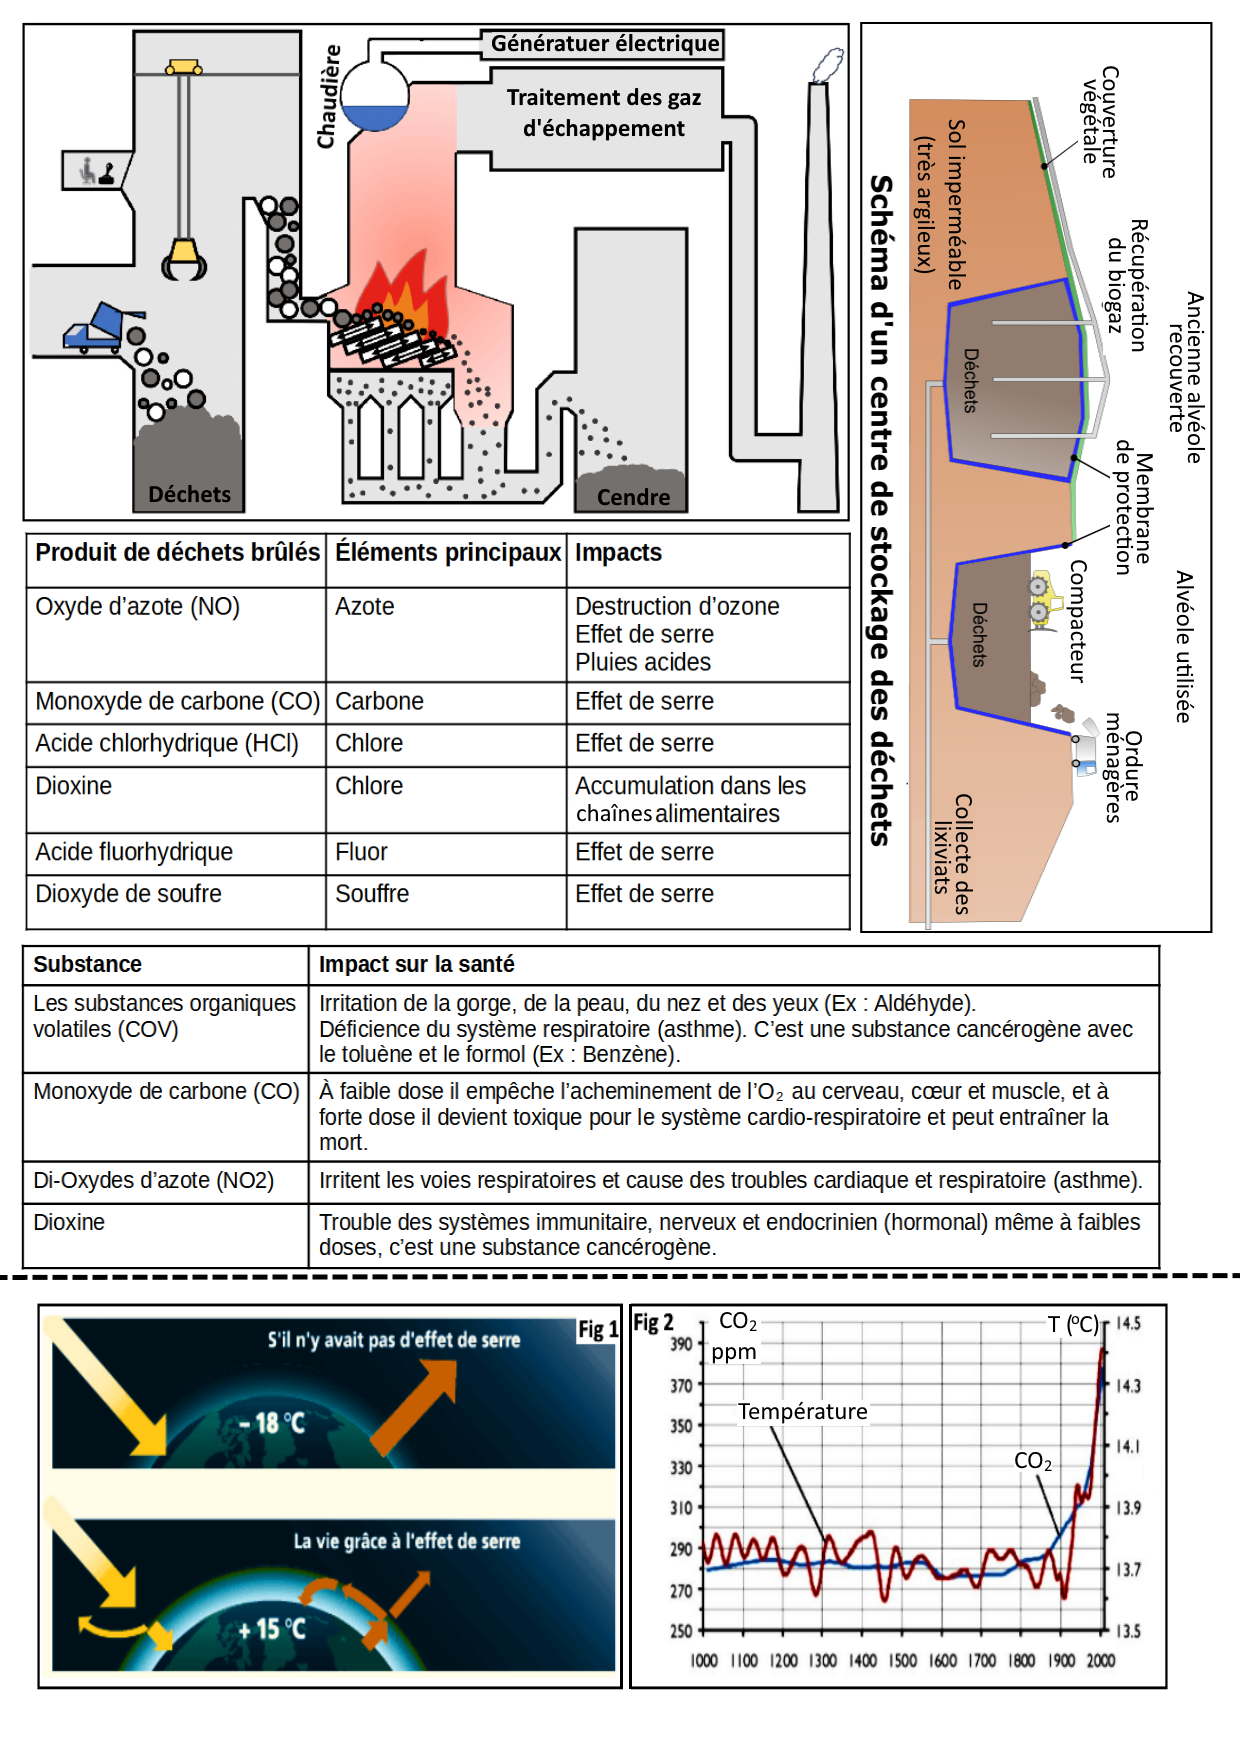 Chaudière
Génératuer électrique
Traitement des gaz
d'échappement
Déchets
Cendre
Couverture
végétale
Récupération
du biogaz
Ancienne alvéole
recouverte
Membrane
de protection
Compacteur
Alvéole utilisée
Ordure
ménagères
Sol imperméable
(très argileux)
Déchets
Déchets
Collecte des
lixiviats
Schéma d'un centre de stockage des déchets
Produit de déchets brûlés Éléments principaux Impacts
Oxyde d'azote (NO) Azote Destruction d'ozone
Effet de serre
Pluies acides
Monoxyde de carbone (CO) Carbone Effet de serre
Acide chlorhydrique (HCl) Chlore Effet de serre
Dioxine Chlore Accumulation dans les
chaînes alimentaires
Acide fluorhydrique Fluor Effet de serre
Dioxyde de soufre Souffre Effet de serre
Substance Impact sur la santé
Les substances organiques Irritation de la gorge, de la peau, du nez et des yeux (Ex : Aldéhyde).
volatiles (COV) Déficience du système respiratoire (asthme). C'est une substance cancérogène avec
le toluène et le formol (Ex : Benzène).
Monoxyde de carbone (CO) À faible dose il empêche l'acheminement de l'O₂ au cerveau, cœur et muscle, et à
forte dose il devient toxique pour le système cardio-respiratoire et peut entraîner la
mort.
Di-Oxydes d'azote (NO2) Irritent les voies respiratoires et cause des troubles cardiaque et respiratoire (asthme).
Dioxine Trouble des systèmes immunitaire, nerveux et endocrinien (hormonal) même à faibles
doses, c'est une substance cancérogène.
Fig 1
S'il n'y avait pas d'effet de serre
- 18 °C
La vie grâce à l'effet de serre
+ 15 °C
Fig 2
CO₂
ppm
T (ºC)
390
370
350
330
310
290
270
250
14.5
14.3
14.1
13.9
13.7
13.5
Température
CO₂
1000 1100 1200 1300 1400 1500 1600 1700 1800 1900 2000